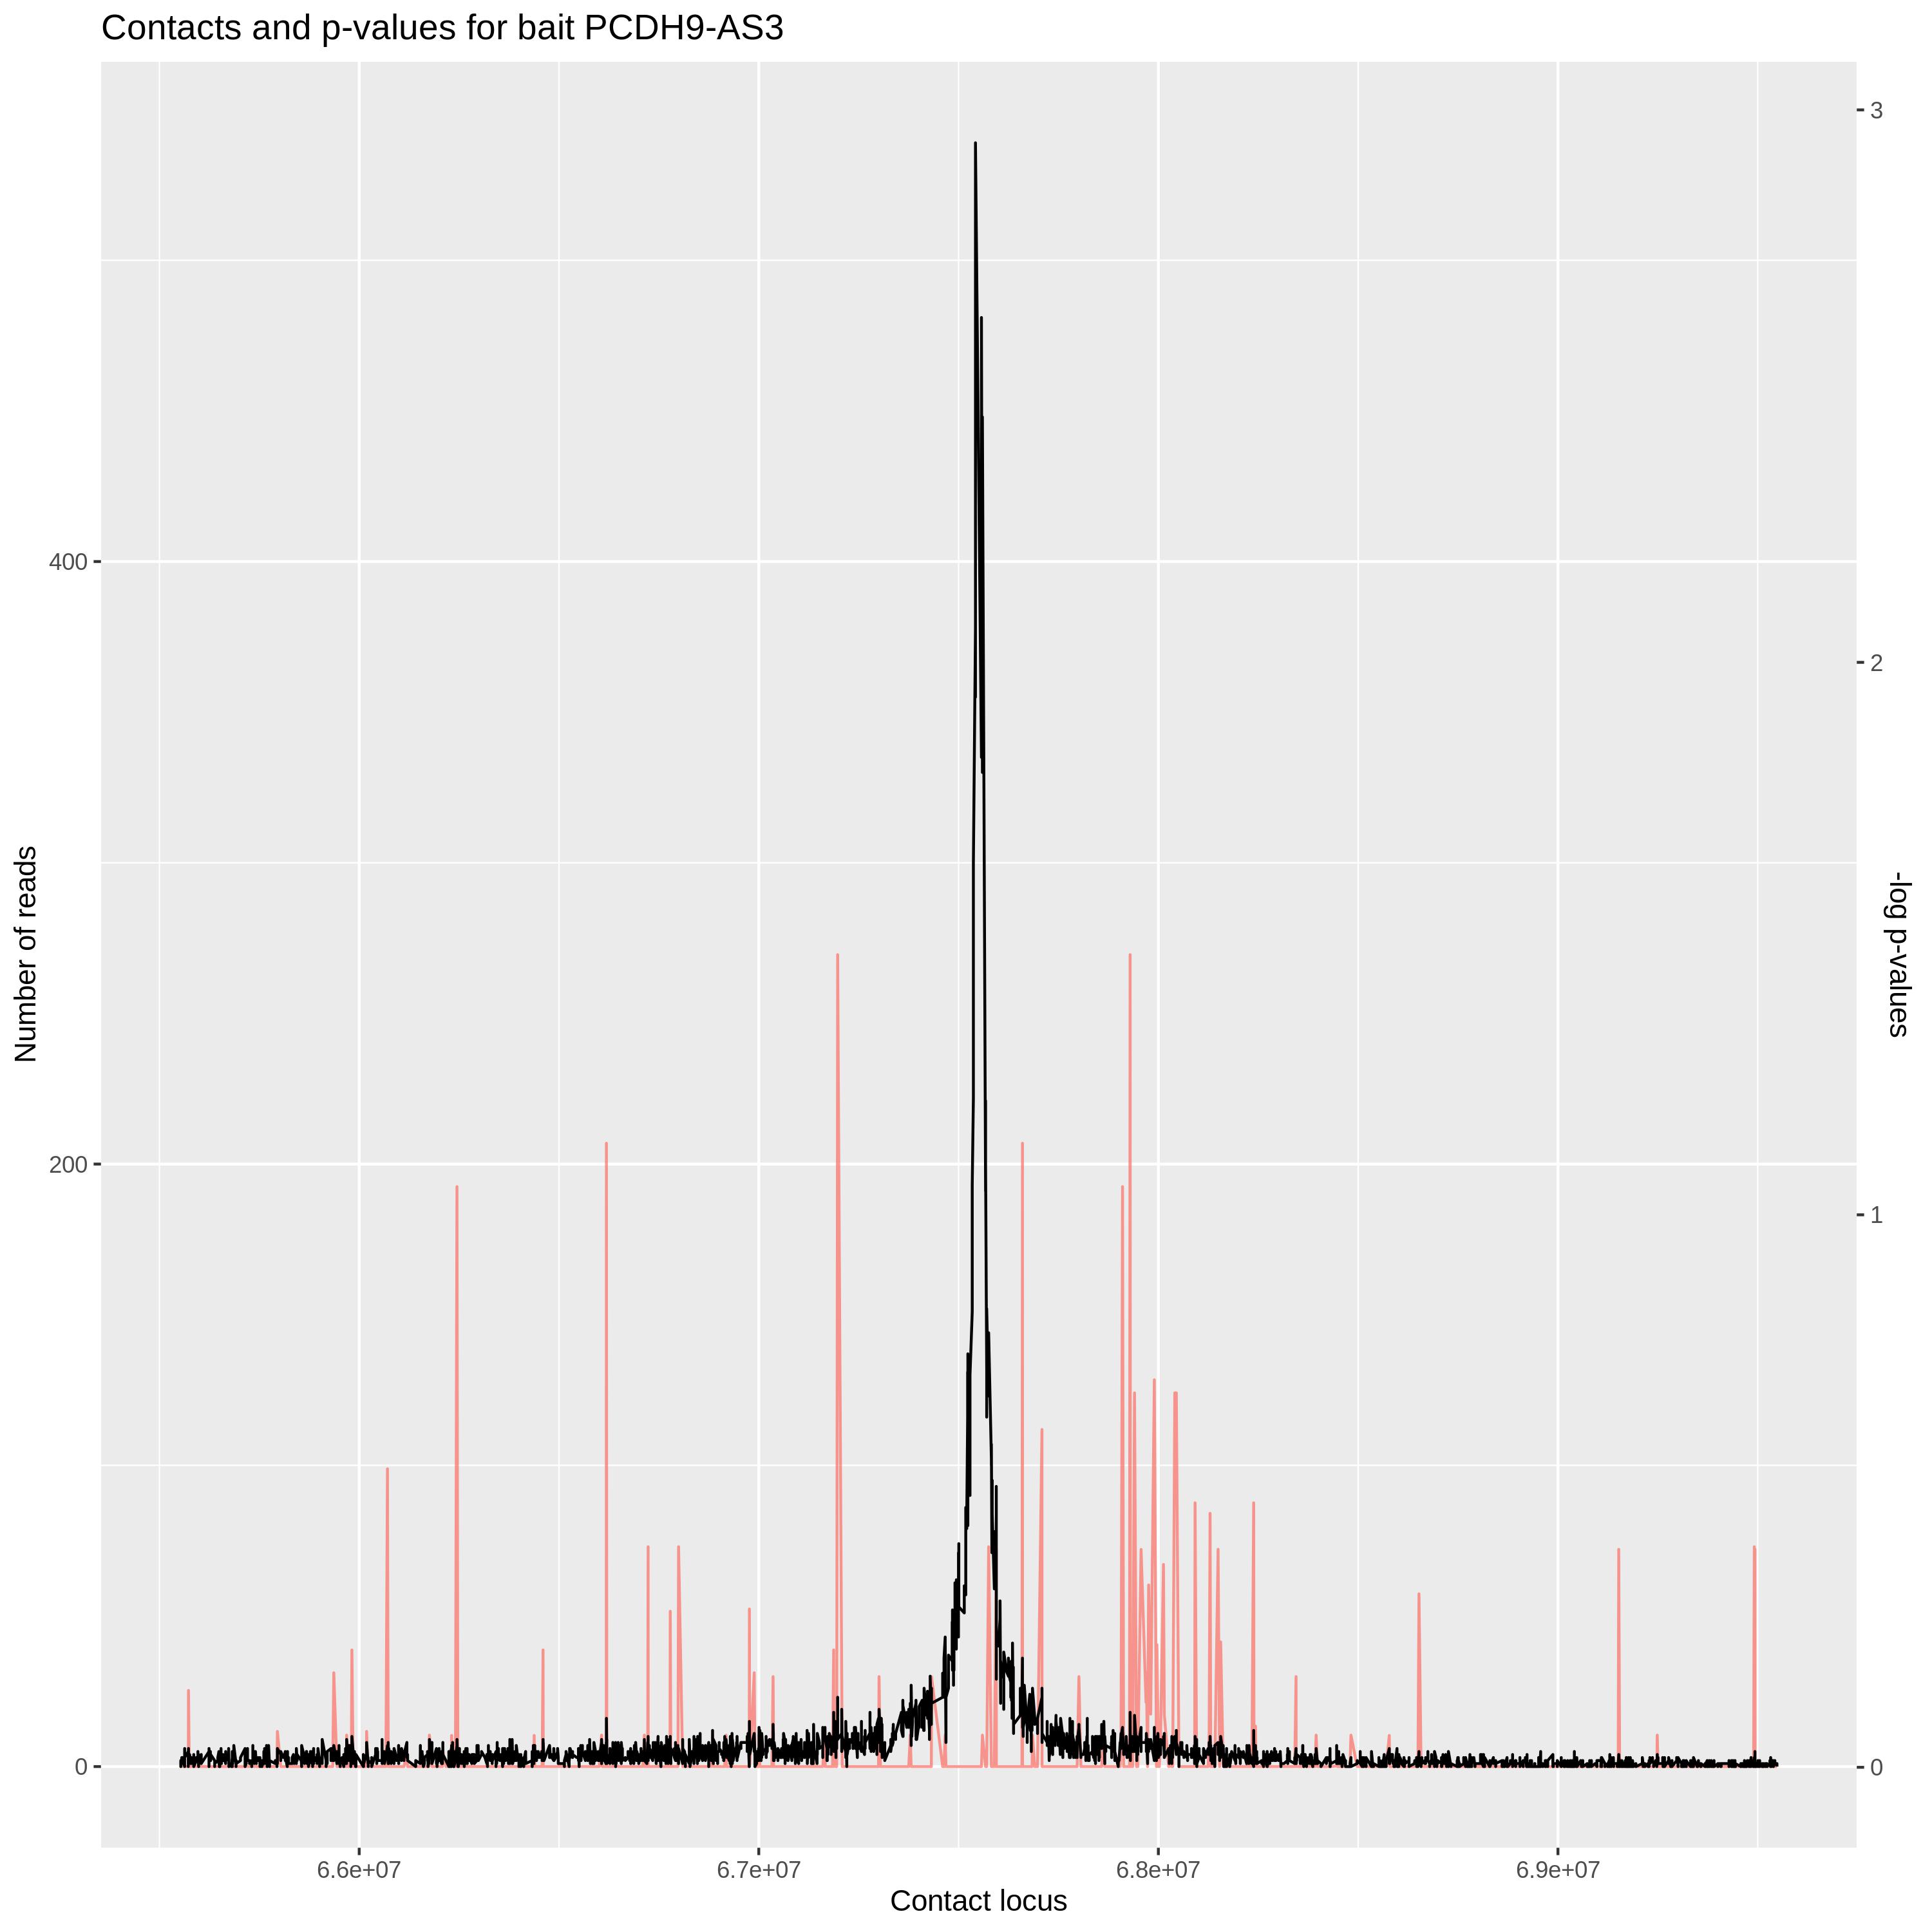 Contacts and p-values for bait PCDH9-AS3
3
400
2
Number of reads
-log p-values
200
1
0
0
6.6e+07
6.7e+07
6.8e+07
6.9e+07
Contact locus